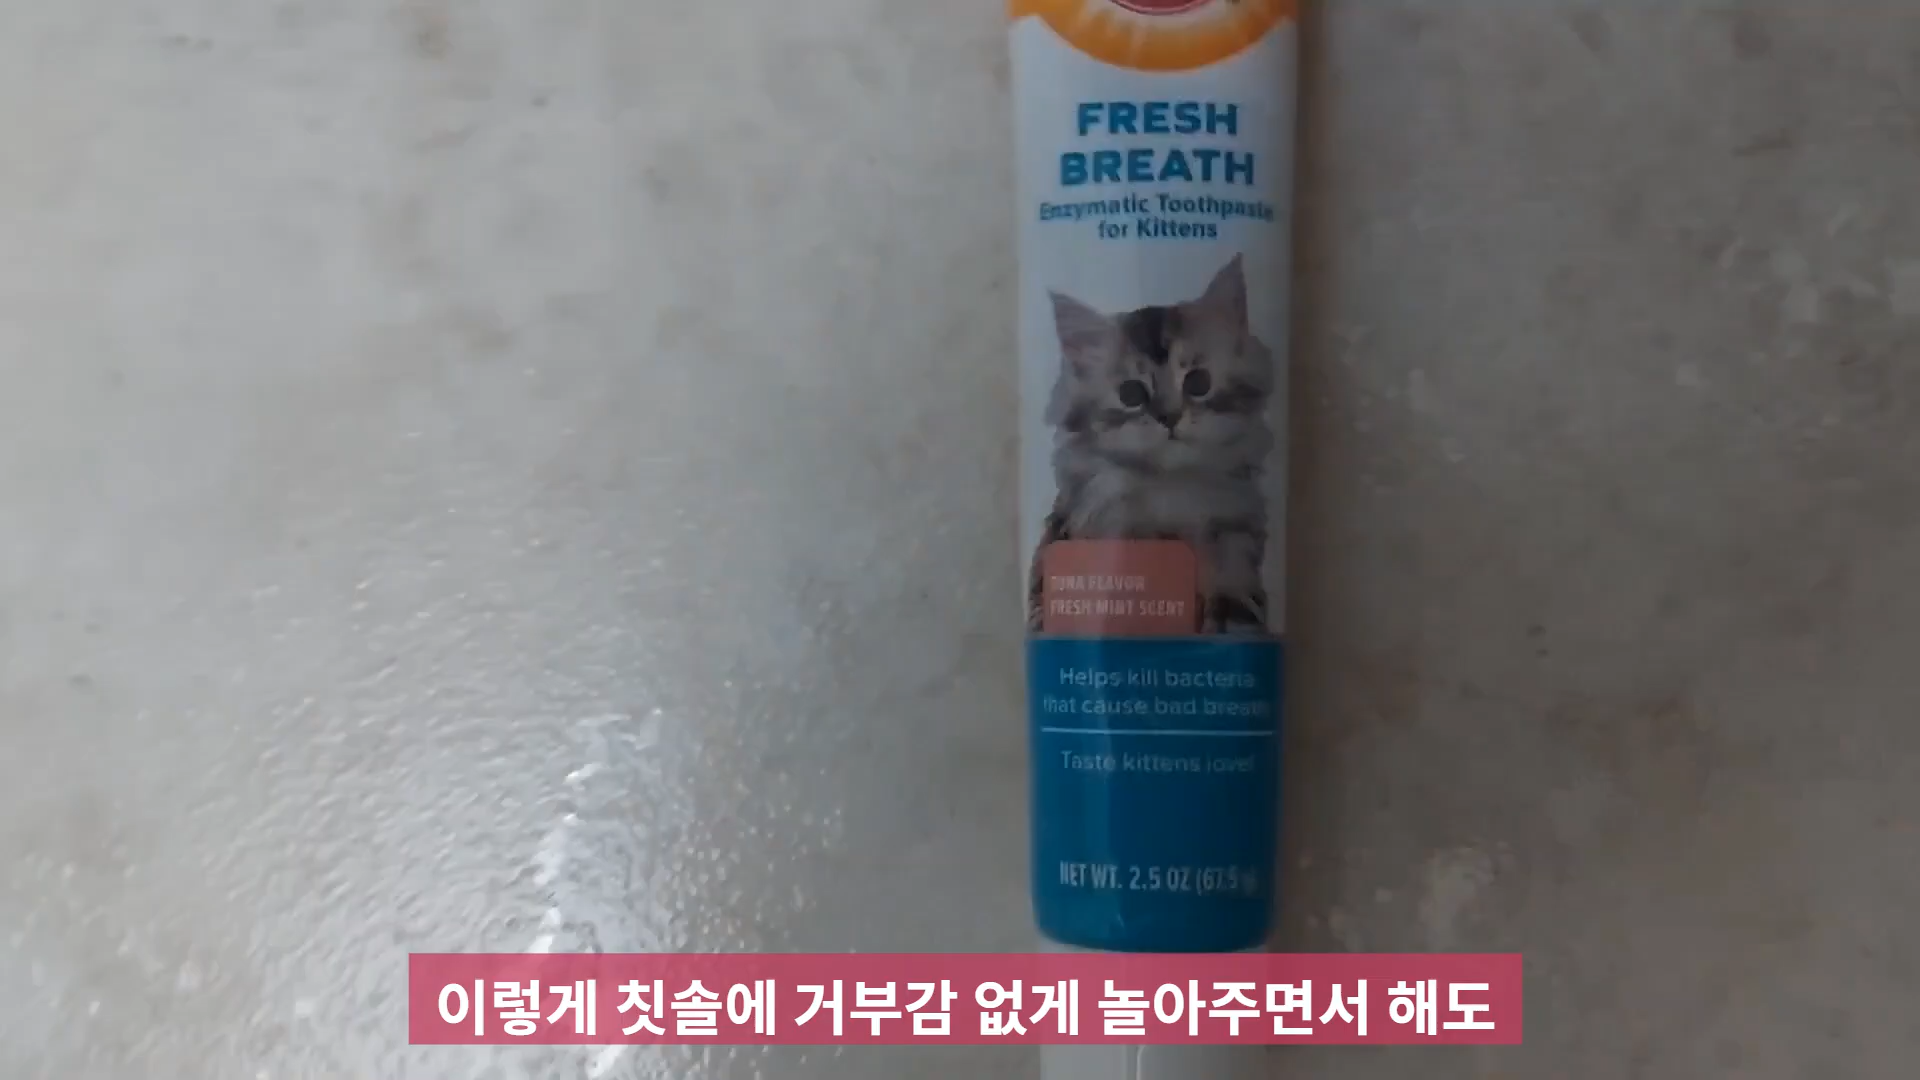 FRESH
BREATH
Enzymatic Toothpaste
for Kittens
TUNA FLAVOR
FRESH MINT SCENT
Helps kill bacteria
that cause bad breath
Taste kittens love!
NET WT. 2.5 OZ (67.5 g)
이렇게 칫솔에 거부감 없게 놀아주면서 해도